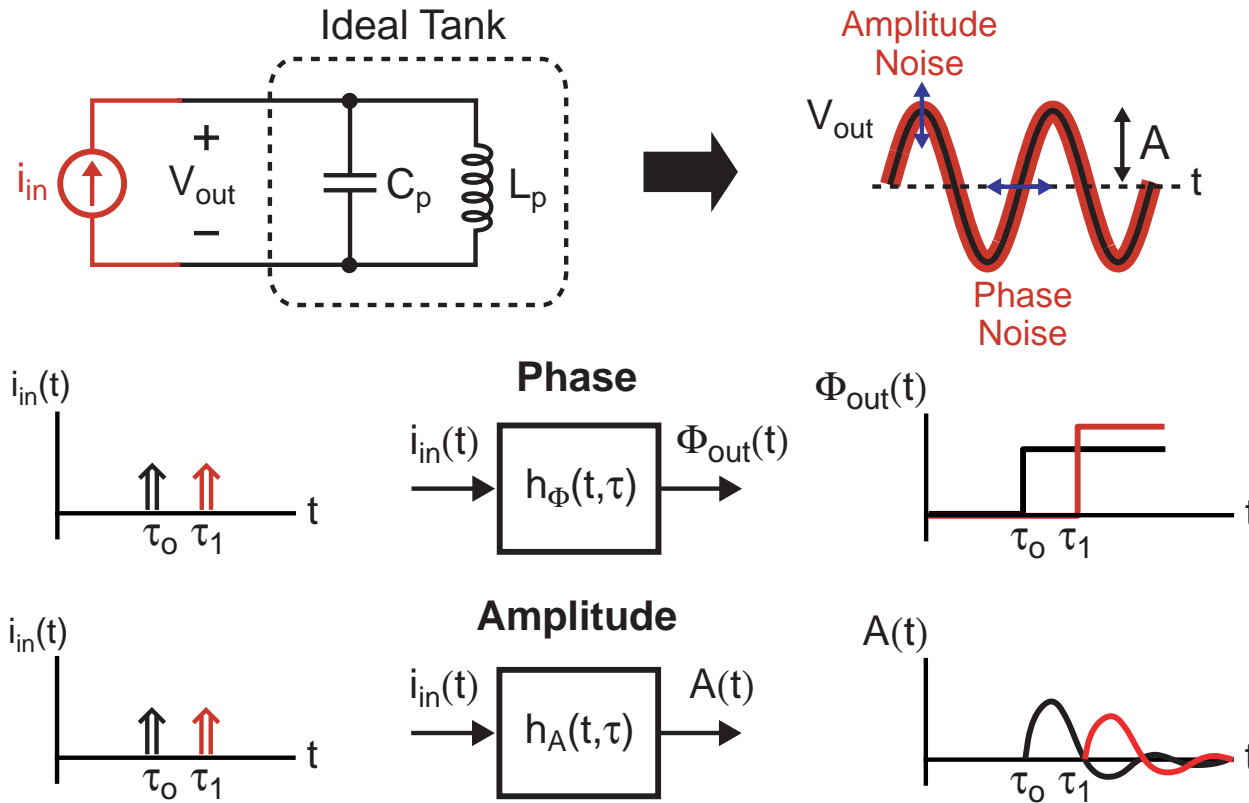 Ideal Tank
Amplitude
Noise
i_in
+
V_out
−
C_p
L_p
V_out
A
t
Phase
Noise
Phase
i_in(t)
τ_o
τ_1
t
i_in(t)
h_Φ(t,τ)
Φ_out(t)
Φ_out(t)
τ_o
τ_1
t
Amplitude
i_in(t)
τ_o
τ_1
t
i_in(t)
h_A(t,τ)
A(t)
A(t)
τ_o
τ_1
t